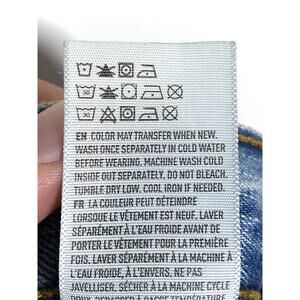 30
30
EN COLOR MAY TRANSFER WHEN NEW.
WASH ONCE SEPARATELY IN COLD WATER
BEFORE WEARING. MACHINE WASH COLD
INSIDE OUT SEPARATELY. DO NOT BLEACH.
TUMBLE DRY LOW. COOL IRON IF NEEDED.
FR LA COULEUR PEUT DÉTEINDRE
LORSQUE LE VÊTEMENT EST NEUF. LAVER
SÉPARÉMENT À L'EAU FROIDE AVANT DE
PORTER LE VÊTEMENT POUR LA PREMIÈRE
FOIS. LAVER SÉPARÉMENT À LA MACHINE À
L'EAU FROIDE, À L'ENVERS. NE PAS
JAVELLISER. SÉCHER À LA MACHINE CYCLE